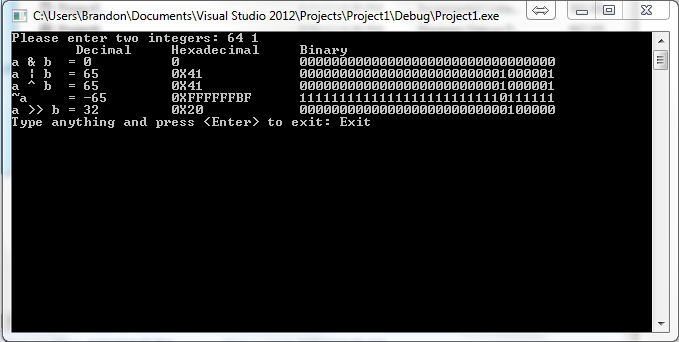 C:\Users\Brandon\Documents\Visual Studio 2012\Projects\Project1\Debug\Project1.exe
Please enter two integers: 64 1
Decimal Hexadecimal Binary
a & b = 0 0 00000000000000000000000000000000
a ¦ b = 65 0X41 00000000000000000000000001000001
a ^ b = 65 0X41 00000000000000000000000001000001
~a = -65 0XFFFFFFBF 11111111111111111111111110111111
a >> b = 32 0X20 00000000000000000000000000100000
Type anything and press <Enter> to exit: Exit